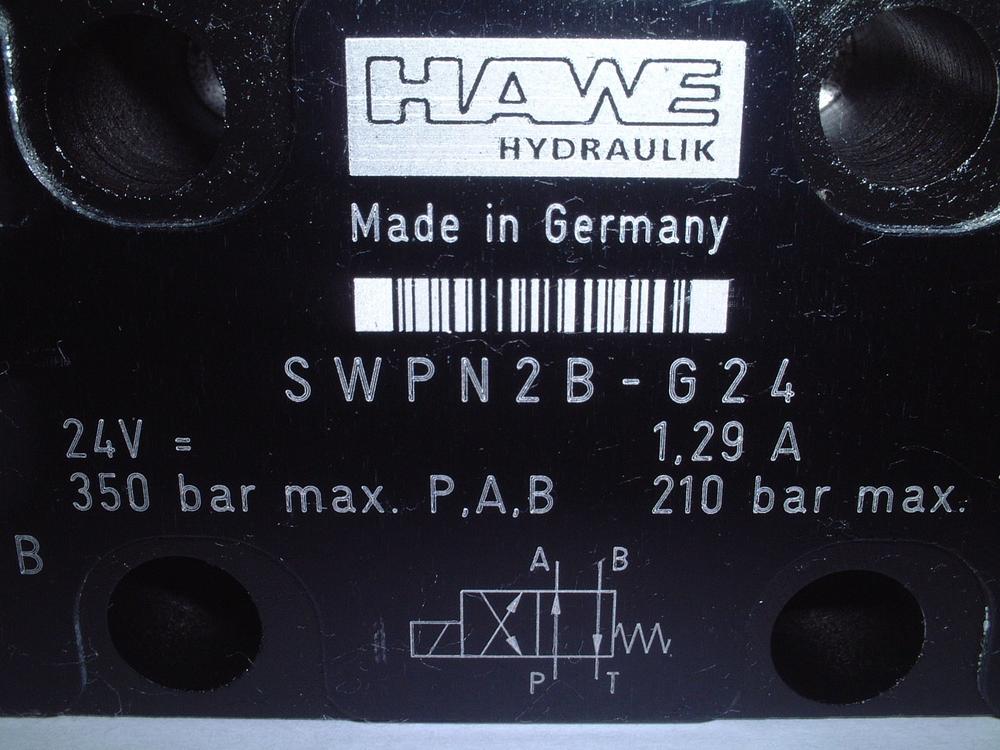 HAWE
HYDRAULIK
Made in Germany
SWPN2B-G24
24V = 1,29 A
350 bar max. P,A,B 210 bar max.
B
A B
P T